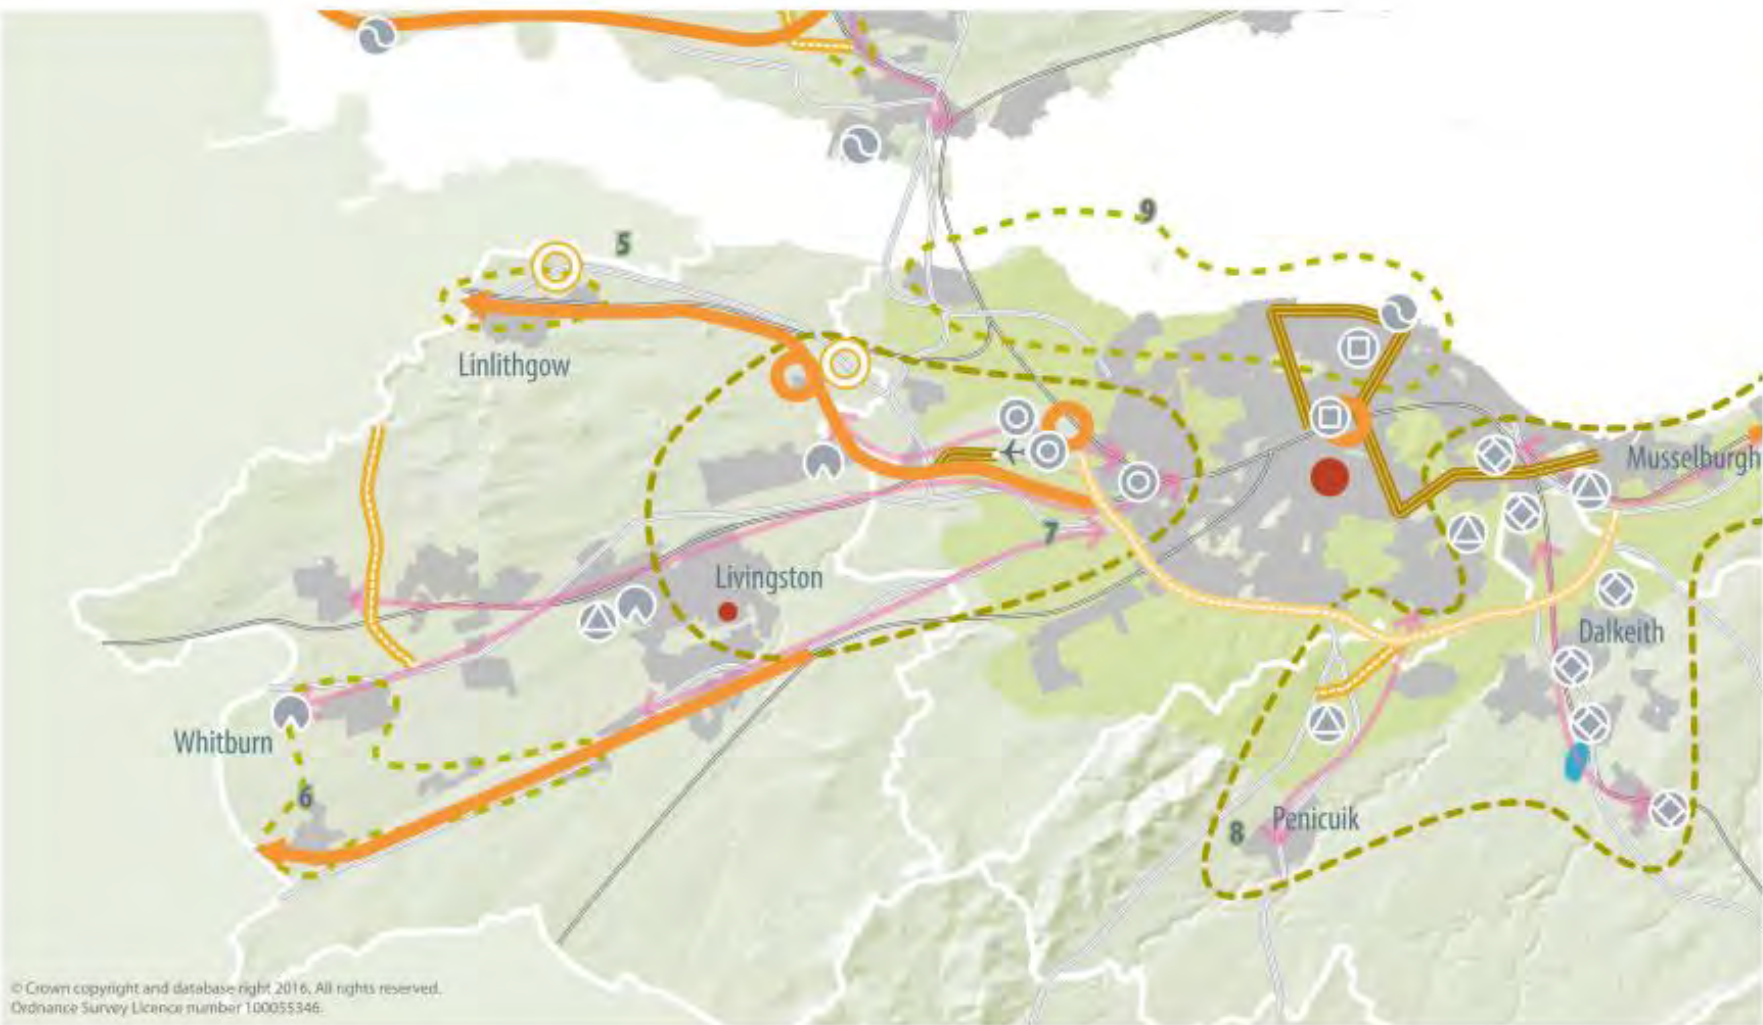 9
5
Linlithgow
Musselburgh
7
Livingston
Dalkeith
Whitburn
6
8
Penicuik
© Crown copyright and database right 2016. All rights reserved.
Ordnance Survey Licence number 100055346.